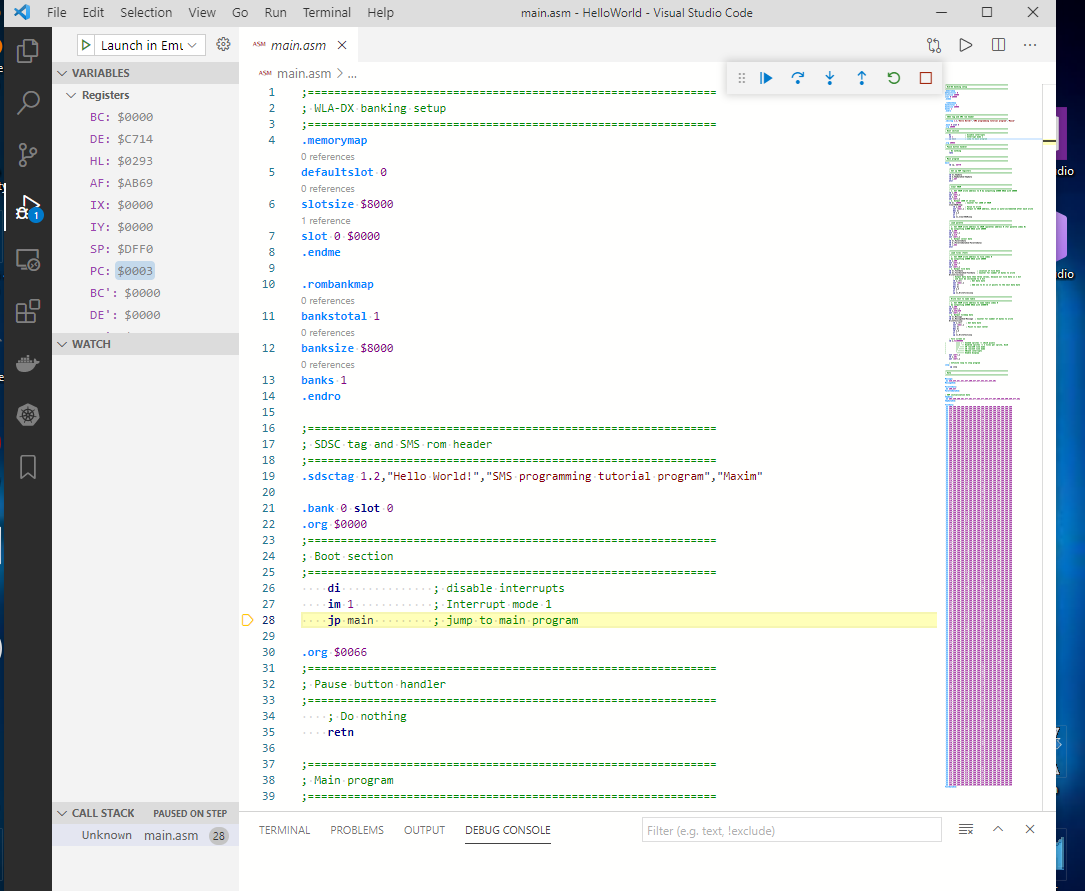 File Edit Selection View Go Run Terminal Help main.asm - HelloWorld - Visual Studio Code
Launch in Emu
ASM main.asm
ASM main.asm > ...
VARIABLES
Registers
BC: $0000
DE: $C714
HL: $0293
AF: $AB69
IX: $0000
IY: $0000
SP: $DFF0
PC: $0003
BC': $0000
DE': $0000
WATCH
CALL STACK PAUSED ON STEP
Unknown main.asm 28
1
1 ;==============================================================
2 ; WLA-DX banking setup
3 ;==============================================================
4 .memorymap
0 references
5 defaultslot 0
0 references
6 slotsize $8000
1 reference
7 slot 0 $0000
8 .endme
9
10 .rombankmap
0 references
11 bankstotal 1
0 references
12 banksize $8000
0 references
13 banks 1
14 .endro
15
16 ;==============================================================
17 ; SDSC tag and SMS rom header
18 ;==============================================================
19 .sdsctag 1.2,"Hello World!","SMS programming tutorial program","Maxim"
20
21 .bank 0 slot 0
22 .org $0000
23 ;==============================================================
24 ; Boot section
25 ;==============================================================
26 di ; disable interrupts
27 im 1 ; Interrupt mode 1
28 jp main ; jump to main program
29
30 .org $0066
31 ;==============================================================
32 ; Pause button handler
33 ;==============================================================
34 ; Do nothing
35 retn
36
37 ;==============================================================
38 ; Main program
39 ;==============================================================
TERMINAL PROBLEMS OUTPUT DEBUG CONSOLE Filter (e.g. text, !exclude)
dio
dio